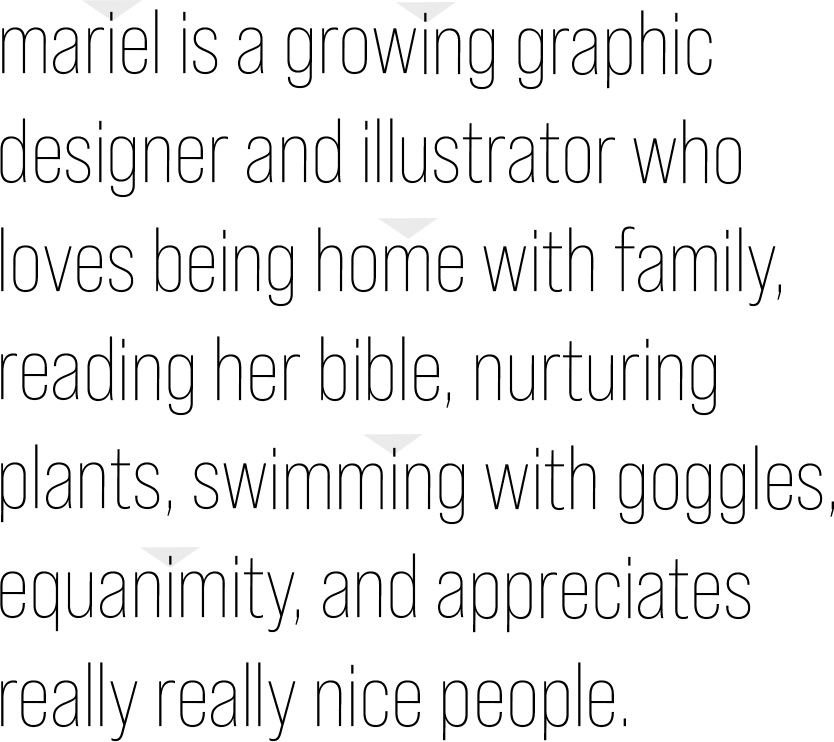 mariel is a growing graphic
designer and illustrator who
loves being home with family,
reading her bible, nurturing
plants, swimming with goggles,
equanimity, and appreciates
really really nice people.